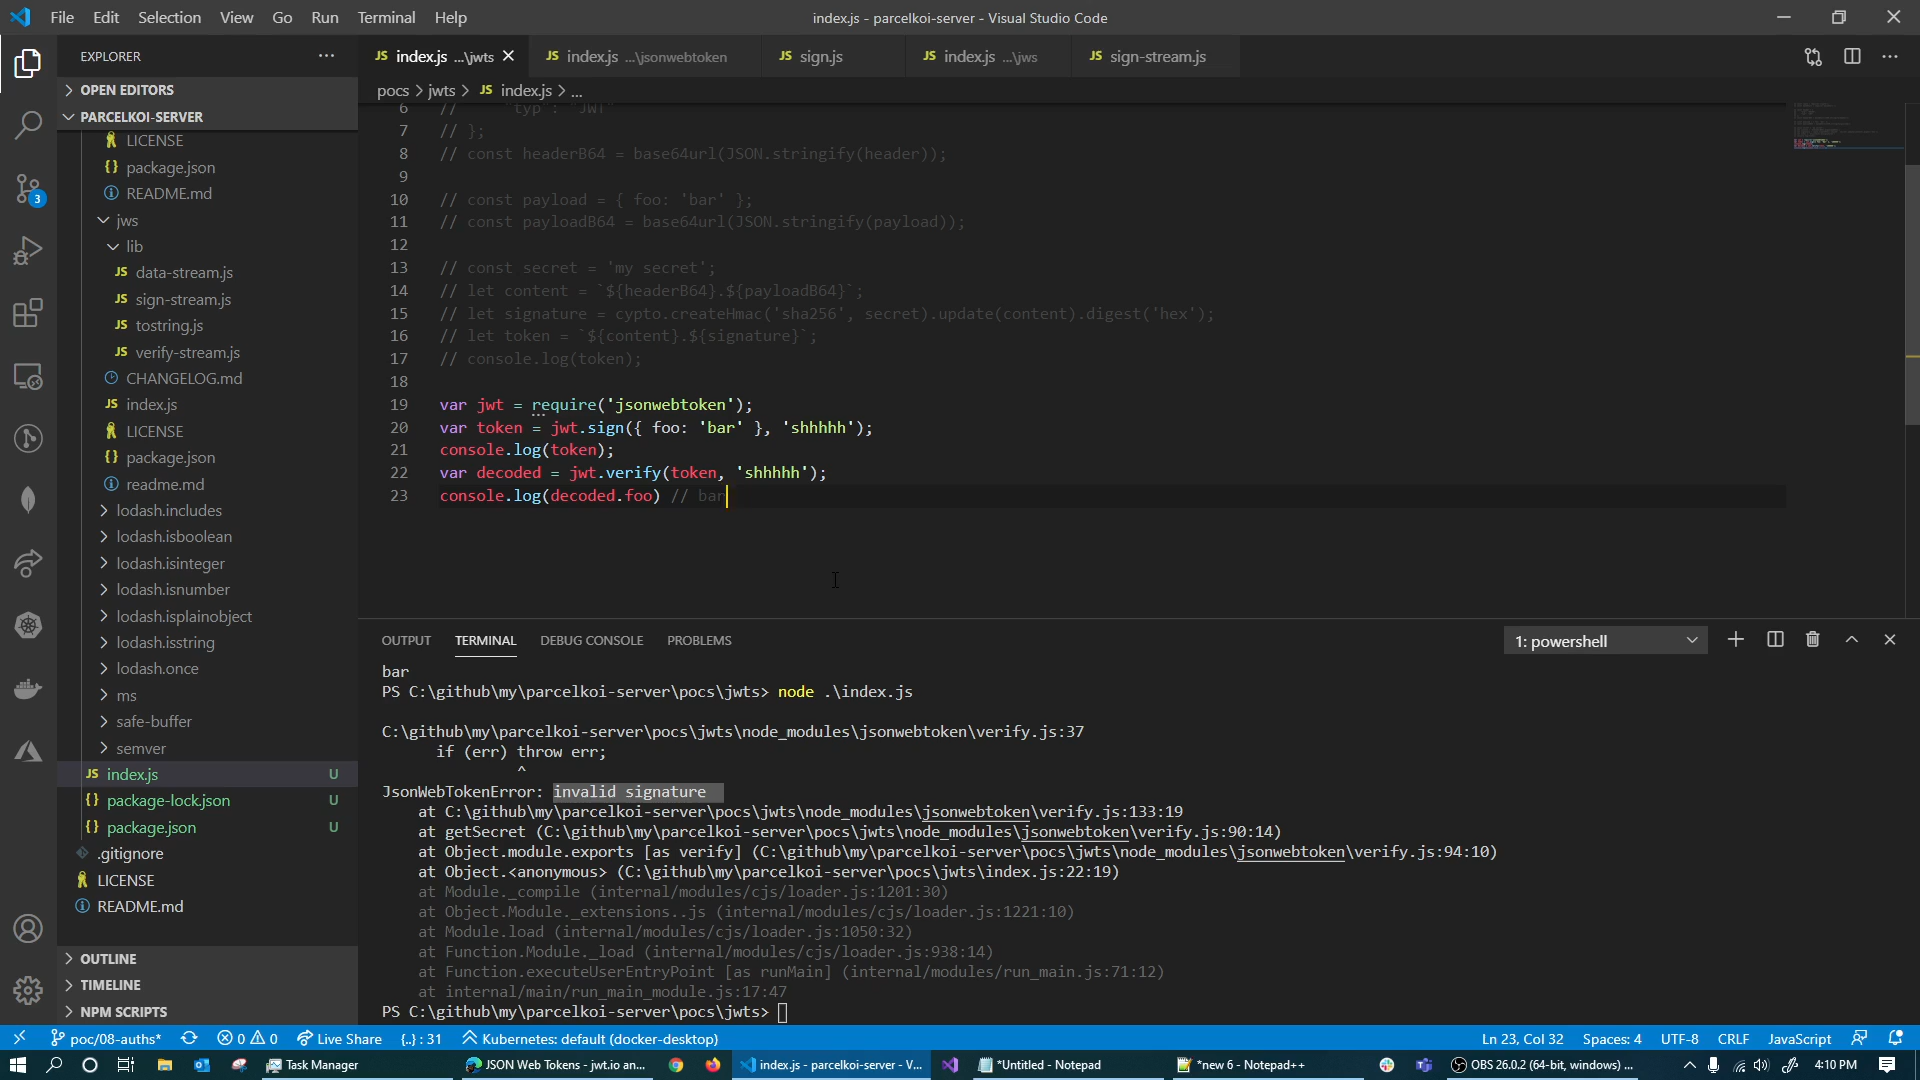 File Edit Selection View Go Run Terminal Help
index.js - parcelkoi-server - Visual Studio Code
EXPLORER
OPEN EDITORS
PARCELKOI-SERVER
LICENSE
package.json
README.md
jws
lib
JS data-stream.js
JS sign-stream.js
JS tostring.js
JS verify-stream.js
CHANGELOG.md
JS index.js
LICENSE
{} package.json
readme.md
lodash.includes
lodash.isboolean
lodash.isinteger
lodash.isnumber
lodash.isplainobject
lodash.isstring
lodash.once
ms
safe-buffer
semver
JS index.js U
{} package-lock.json U
{} package.json U
.gitignore
LICENSE
README.md
OUTLINE
TIMELINE
NPM SCRIPTS
3
JS index.js ...\jwts
JS index.js ...\jsonwebtoken
JS sign.js
JS index.js ...\jws
JS sign-stream.js
pocs > jwts > JS index.js > ...
6 // "typ": "JWT"
7 // };
8 // const headerB64 = base64url(JSON.stringify(header));
9
10 // const payload = { foo: 'bar' };
11 // const payloadB64 = base64url(JSON.stringify(payload));
12
13 // const secret = 'my secret';
14 // let content = `${headerB64}.${payloadB64}`;
15 // let signature = cypto.createHmac('sha256', secret).update(content).digest('hex');
16 // let token = `${content}.${signature}`;
17 // console.log(token);
18
19 var jwt = require('jsonwebtoken');
20 var token = jwt.sign({ foo: 'bar' }, 'shhhhh');
21 console.log(token);
22 var decoded = jwt.verify(token, 'shhhhh');
23 console.log(decoded.foo) // bar
OUTPUT TERMINAL DEBUG CONSOLE PROBLEMS
1: powershell
bar
PS C:\github\my\parcelkoi-server\pocs\jwts> node .\index.js
C:\github\my\parcelkoi-server\pocs\jwts\node_modules\jsonwebtoken\verify.js:37
if (err) throw err;
^
JsonWebTokenError: invalid signature
at C:\github\my\parcelkoi-server\pocs\jwts\node_modules\jsonwebtoken\verify.js:133:19
at getSecret (C:\github\my\parcelkoi-server\pocs\jwts\node_modules\jsonwebtoken\verify.js:90:14)
at Object.module.exports [as verify] (C:\github\my\parcelkoi-server\pocs\jwts\node_modules\jsonwebtoken\verify.js:94:10)
at Object.<anonymous> (C:\github\my\parcelkoi-server\pocs\jwts\index.js:22:19)
at Module._compile (internal/modules/cjs/loader.js:1201:30)
at Object.Module._extensions..js (internal/modules/cjs/loader.js:1221:10)
at Module.load (internal/modules/cjs/loader.js:1050:32)
at Function.Module._load (internal/modules/cjs/loader.js:938:14)
at Function.executeUserEntryPoint [as runMain] (internal/modules/run_main.js:71:12)
at internal/main/run_main_module.js:17:47
PS C:\github\my\parcelkoi-server\pocs\jwts>
poc/08-auths* 0 0 Live Share {..} : 31 Kubernetes: default (docker-desktop)
Ln 23, Col 32 Spaces: 4 UTF-8 CRLF JavaScript
Task Manager
JSON Web Tokens - jwt.io an...
index.js - parcelkoi-server - V...
*Untitled - Notepad
*new 6 - Notepad++
OBS 26.0.2 (64-bit, windows) ...
4:10 PM